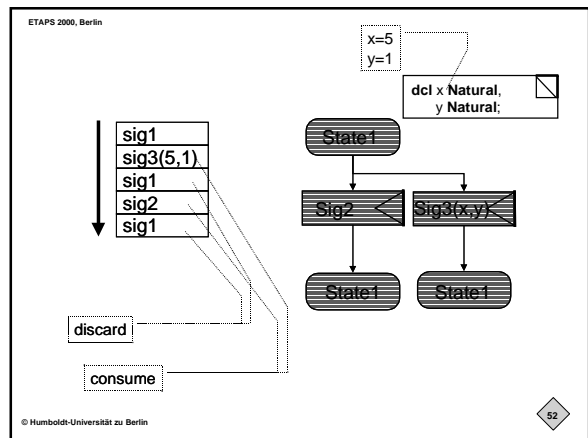 ETAPS 2000, Berlin
x=5
y=1
dcl x Natural,
y Natural;
State1
sig1
sig3(5,1)
sig1
sig2
sig1
Sig2
Sig3(x,y)
State1
State1
discard
consume
© Humboldt-Universität zu Berlin
52